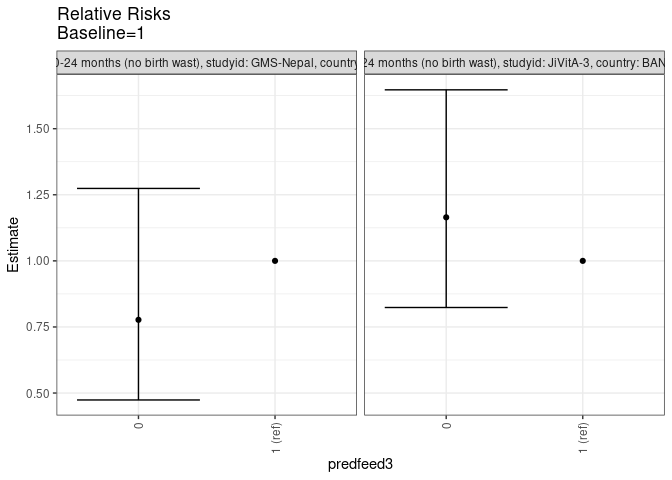 Relative Risks
Baseline=1
0-24 months (no birth wast), studyid: GMS-Nepal, country
24 months (no birth wast), studyid: JiVitA-3, country: BAN
1.50
1.25
1.00
0.75
0.50
Estimate
0
1 (ref)
0
1 (ref)
predfeed3